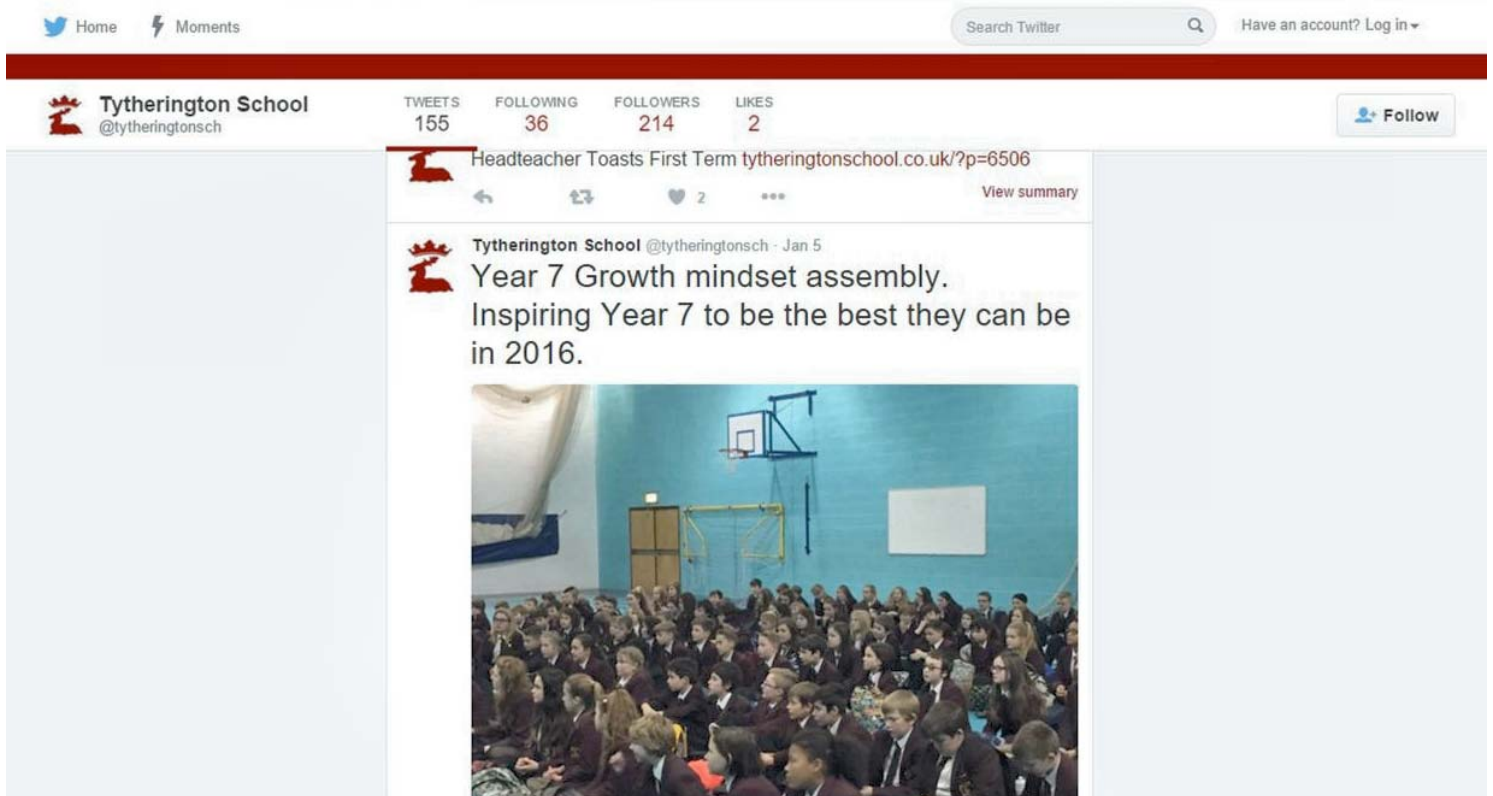 Home Moments Search Twitter Have an account? Log in
Tytherington School
@tytheringtonsch
TWEETS FOLLOWING FOLLOWERS LIKES
155 36 214 2
Follow
Headteacher Toasts First Term tytheringtonschool.co.uk/?p=6506
2 View summary
Tytherington School @tytheringtonsch · Jan 5
Year 7 Growth mindset assembly.
Inspiring Year 7 to be the best they can be
in 2016.